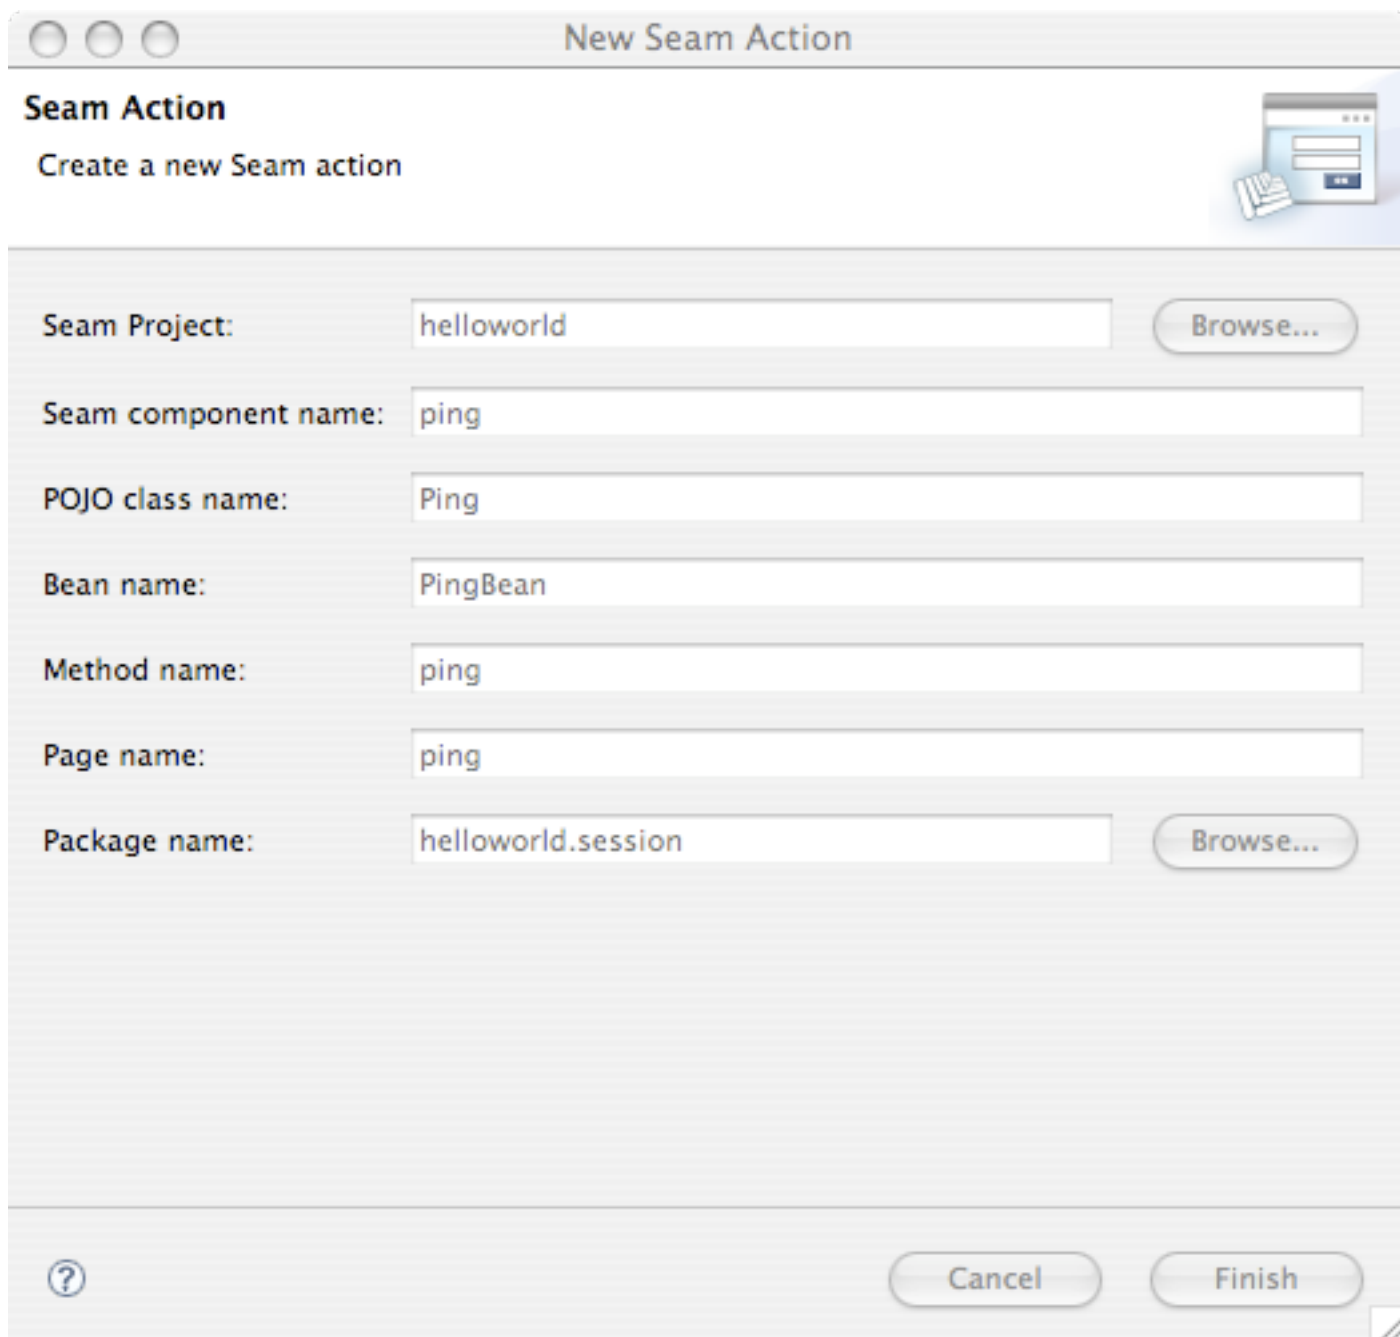 New Seam Action
Seam Action
Create a new Seam action
Seam Project: helloworld Browse...
Seam component name: ping
POJO class name: Ping
Bean name: PingBean
Method name: ping
Page name: ping
Package name: helloworld.session Browse...
? Cancel Finish